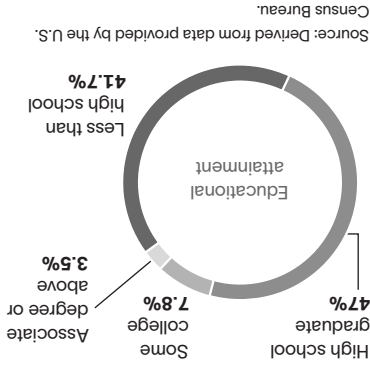 High school
graduate
47%
Some
college
7.8%
Associate
degree or
above
3.5%
Educational
attainment
Less than
high school
41.7%
Source: Derived from data provided by the U.S.
Census Bureau.